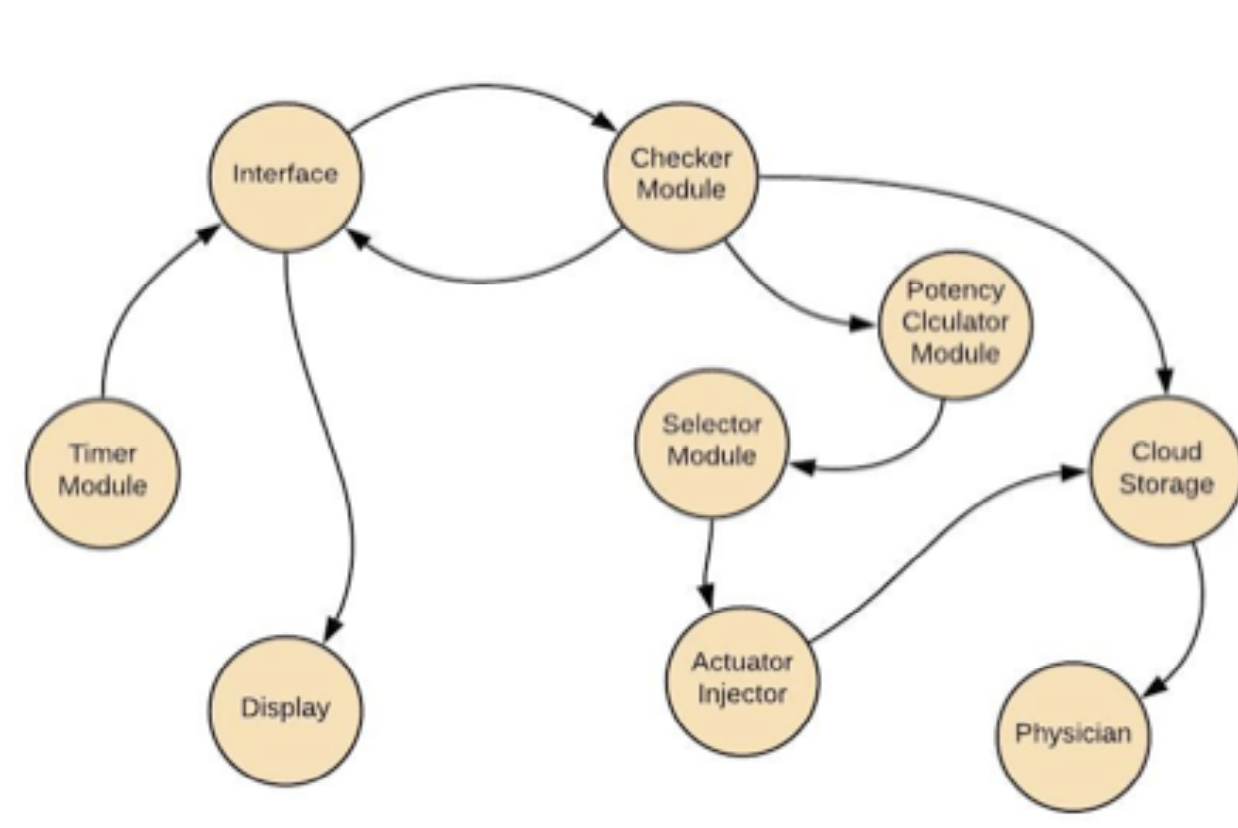 Interface
Checker
Module
Potency
Clculator
Module
Selector
Module
Timer
Module
Cloud
Storage
Actuator
Injector
Display
Physician